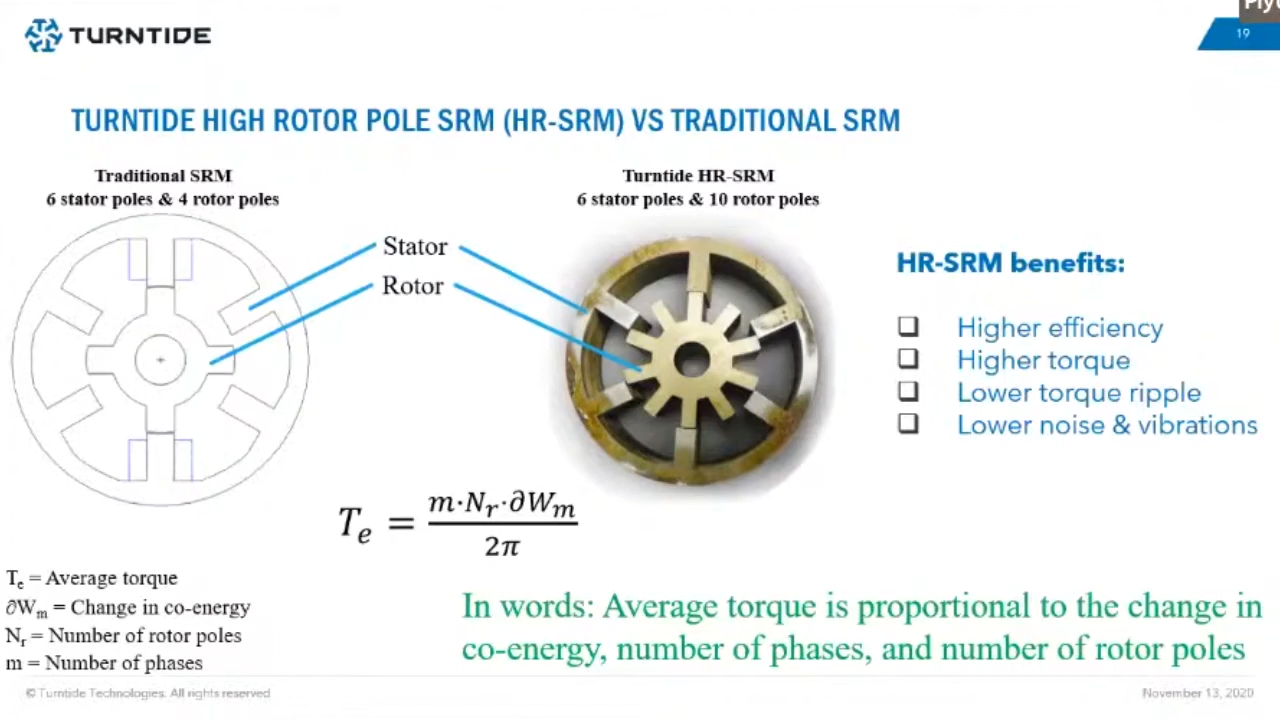 TURNTIDE
19
TURNTIDE HIGH ROTOR POLE SRM (HR-SRM) VS TRADITIONAL SRM
Traditional SRM
6 stator poles & 4 rotor poles
Turntide HR-SRM
6 stator poles & 10 rotor poles
Stator
Rotor
HR-SRM benefits:
❑ Higher efficiency
❑ Higher torque
❑ Lower torque ripple
❑ Lower noise & vibrations
Tₑ = m·Nᵣ·∂Wₘ / 2π
Tₑ = Average torque
∂Wₘ = Change in co-energy
Nᵣ = Number of rotor poles
m = Number of phases
In words: Average torque is proportional to the change in
co-energy, number of phases, and number of rotor poles
© Turntide Technologies. All rights reserved
November 13, 2020